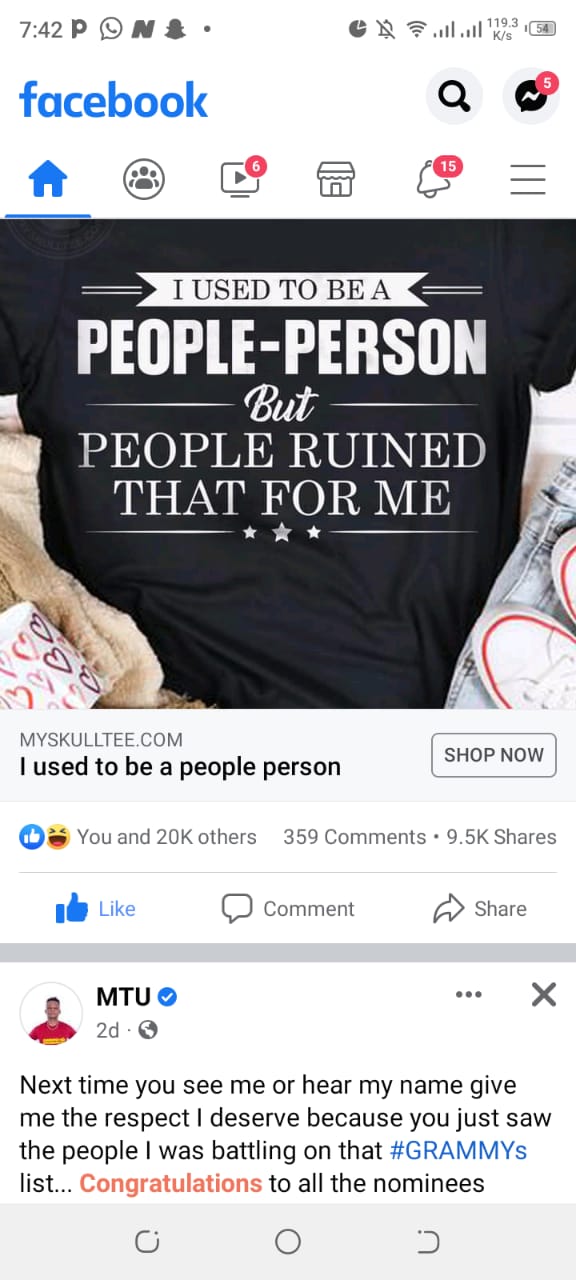 7:42
119.3
K/s
54
facebook
5
6
15
I USED TO BE A
PEOPLE-PERSON
But
PEOPLE RUINED
THAT FOR ME
MYSKULLTEE.COM
I used to be a people person
SHOP NOW
You and 20K others 359 Comments • 9.5K Shares
Like Comment Share
MTU
2d ·
Next time you see me or hear my name give
me the respect I deserve because you just saw
the people I was battling on that #GRAMMYs
list... Congratulations to all the nominees